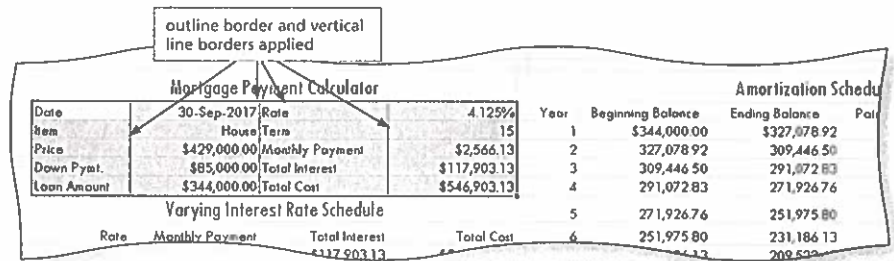 outline border and vertical
line borders applied
Mortgage Payment Calculator
Amortization Schedu
Date 30-Sep-2017 Rate 4.125%
Item House Term 15
Price $429,000.00 Monthly Payment $2,566.13
Down Pymt. $85,000.00 Total Interest $117,903.13
Loan Amount $344,000.00 Total Cost $546,903.13
Year Beginning Balance Ending Balance
1 $344,000.00 $327,078.92
2 327,078.92 309,446.50
3 309,446.50 291,072.83
4 291,072.83 271,926.76
5 271,926.76 251,975.80
6 251,975.80 231,186.13
Varying Interest Rate Schedule
Rate Monthly Payment Total Interest Total Cost
$117,903.13